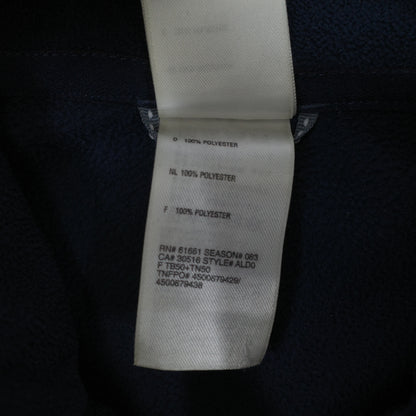 D 100% POLYESTER
NL 100% POLYESTER
F 100% POLYESTER
RN# 61661 SEASON# 083
CA# 30516 STYLE# ALD0
F TB50+TN50
TNFPO# 4500679429/
4500679438